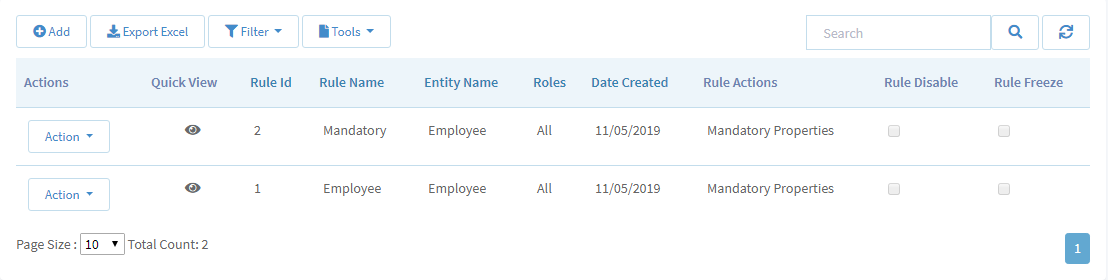 Add Export Excel Filter Tools Search
Actions Quick View Rule Id Rule Name Entity Name Roles Date Created Rule Actions Rule Disable Rule Freeze
Action 2 Mandatory Employee All 11/05/2019 Mandatory Properties
Action 1 Employee Employee All 11/05/2019 Mandatory Properties
Page Size : 10 Total Count: 2 1